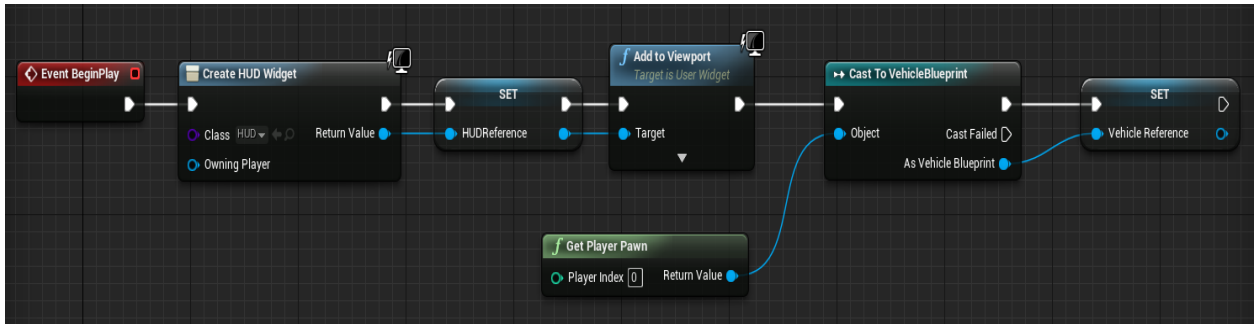 Event BeginPlay
Create HUD Widget
Class HUD
Return Value
Owning Player
SET
HUDReference
f Add to Viewport
Target is User Widget
Target
Cast To VehicleBlueprint
Object
Cast Failed
As Vehicle Blueprint
SET
Vehicle Reference
f Get Player Pawn
Player Index 0
Return Value